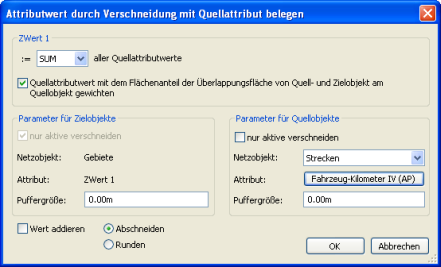 Attributwert durch Verschneidung mit Quellattribut belegen
ZWert 1
:= SUM aller Quellattributwerte
Quellattributwert mit dem Flächenanteil der Überlappungsfläche von Quell- und Zielobjekt am
Quellobjekt gewichten
Parameter für Zielobjekte
nur aktive verschneiden
Netzobjekt: Gebiete
Attribut: ZWert 1
Puffergröße: 0.00m
Parameter für Quellobjekte
nur aktive verschneiden
Netzobjekt: Strecken
Attribut: Fahrzeug-Kilometer IV (AP)
Puffergröße: 0.00m
Wert addieren
Abschneiden
Runden
OK
Abbrechen